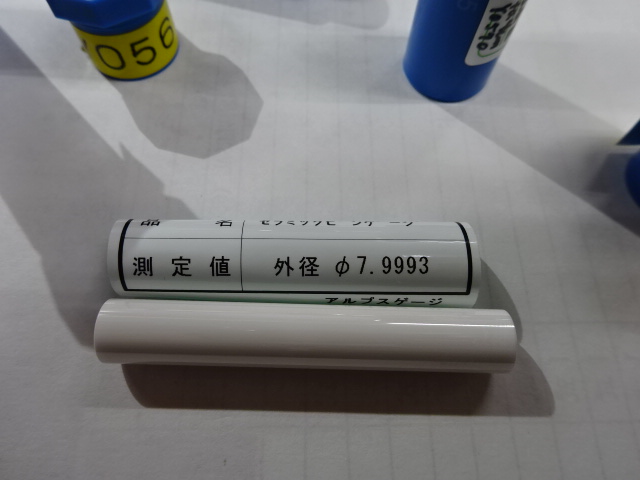 056
品 名 セラミックピンゲージ
測定値 外径 φ7.9993
アルプスゲージ